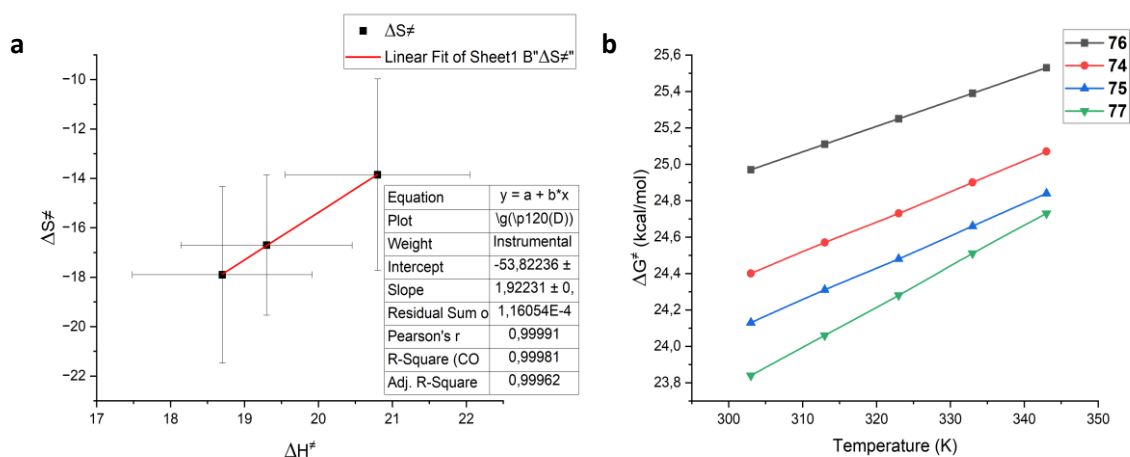 a
ΔS≠
Linear Fit of Sheet1 B"ΔS≠"
−10
−12
−14
−16
−18
−20
−22
ΔS≠
17
18
19
20
21
22
ΔH≠
Equation y = a + b*x
Plot \g(\p120(D))
Weight Instrumental
Intercept -53,82236 ±
Slope 1,92231 ± 0,
Residual Sum o 1,16054E-4
Pearson's r 0,99991
R-Square (CO 0,99981
Adj. R-Square 0,99962
b
76
74
75
77
25,6
25,4
25,2
25,0
24,8
24,6
24,4
24,2
24,0
23,8
ΔG≠ (kcal/mol)
300
310
320
330
340
350
Temperature (K)